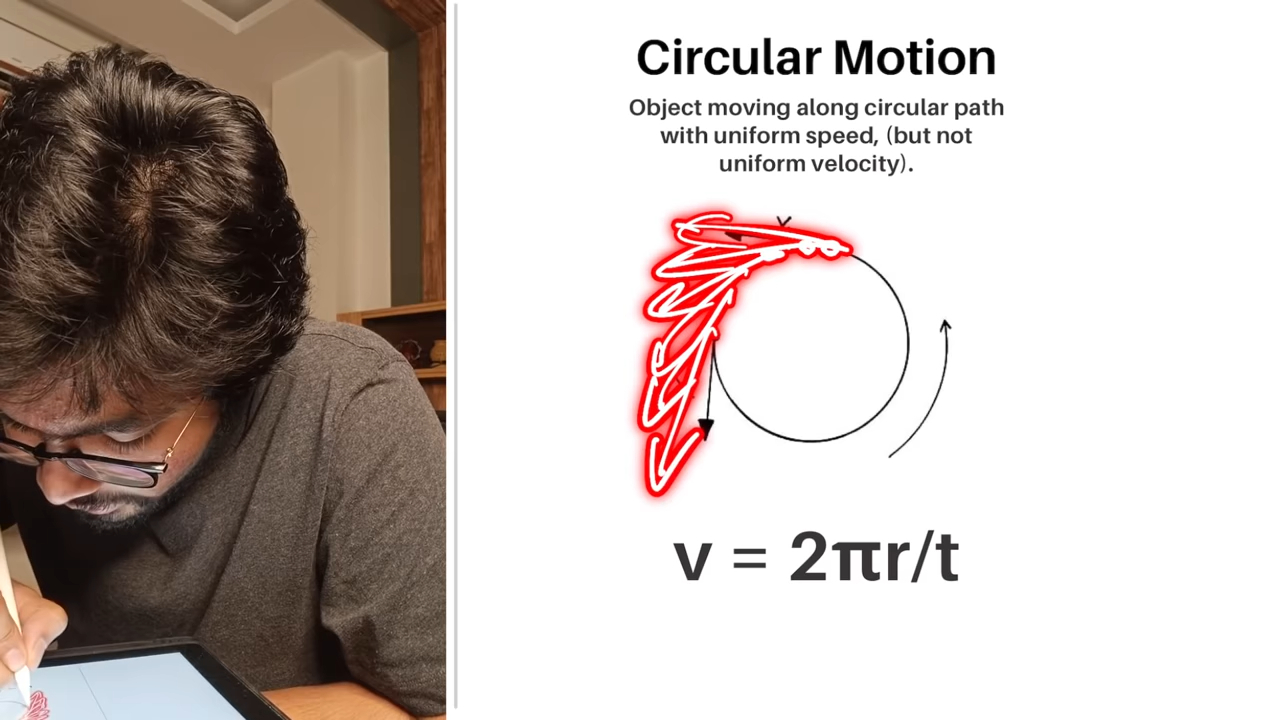 Circular Motion
Object moving along circular path
with uniform speed, (but not
uniform velocity).
v = 2πr/t